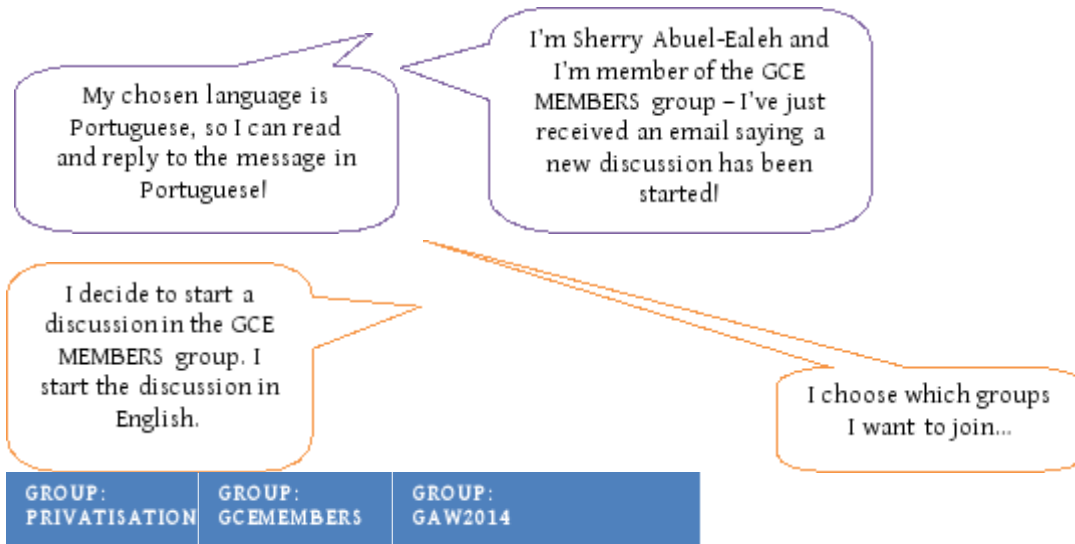 My chosen language is
Portuguese, so I can read
and reply to the message in
Portuguese!
I'm Sherry Abuel-Ealeh and
I'm member of the GCE
MEMBERS group – I've just
received an email saying a
new discussion has been
started!
I decide to start a
discussion in the GCE
MEMBERS group. I
start the discussion in
English.
I choose which groups
I want to join...
GROUP:
PRIVATISATION
GROUP:
GCEMEMBERS
GROUP:
GAW2014